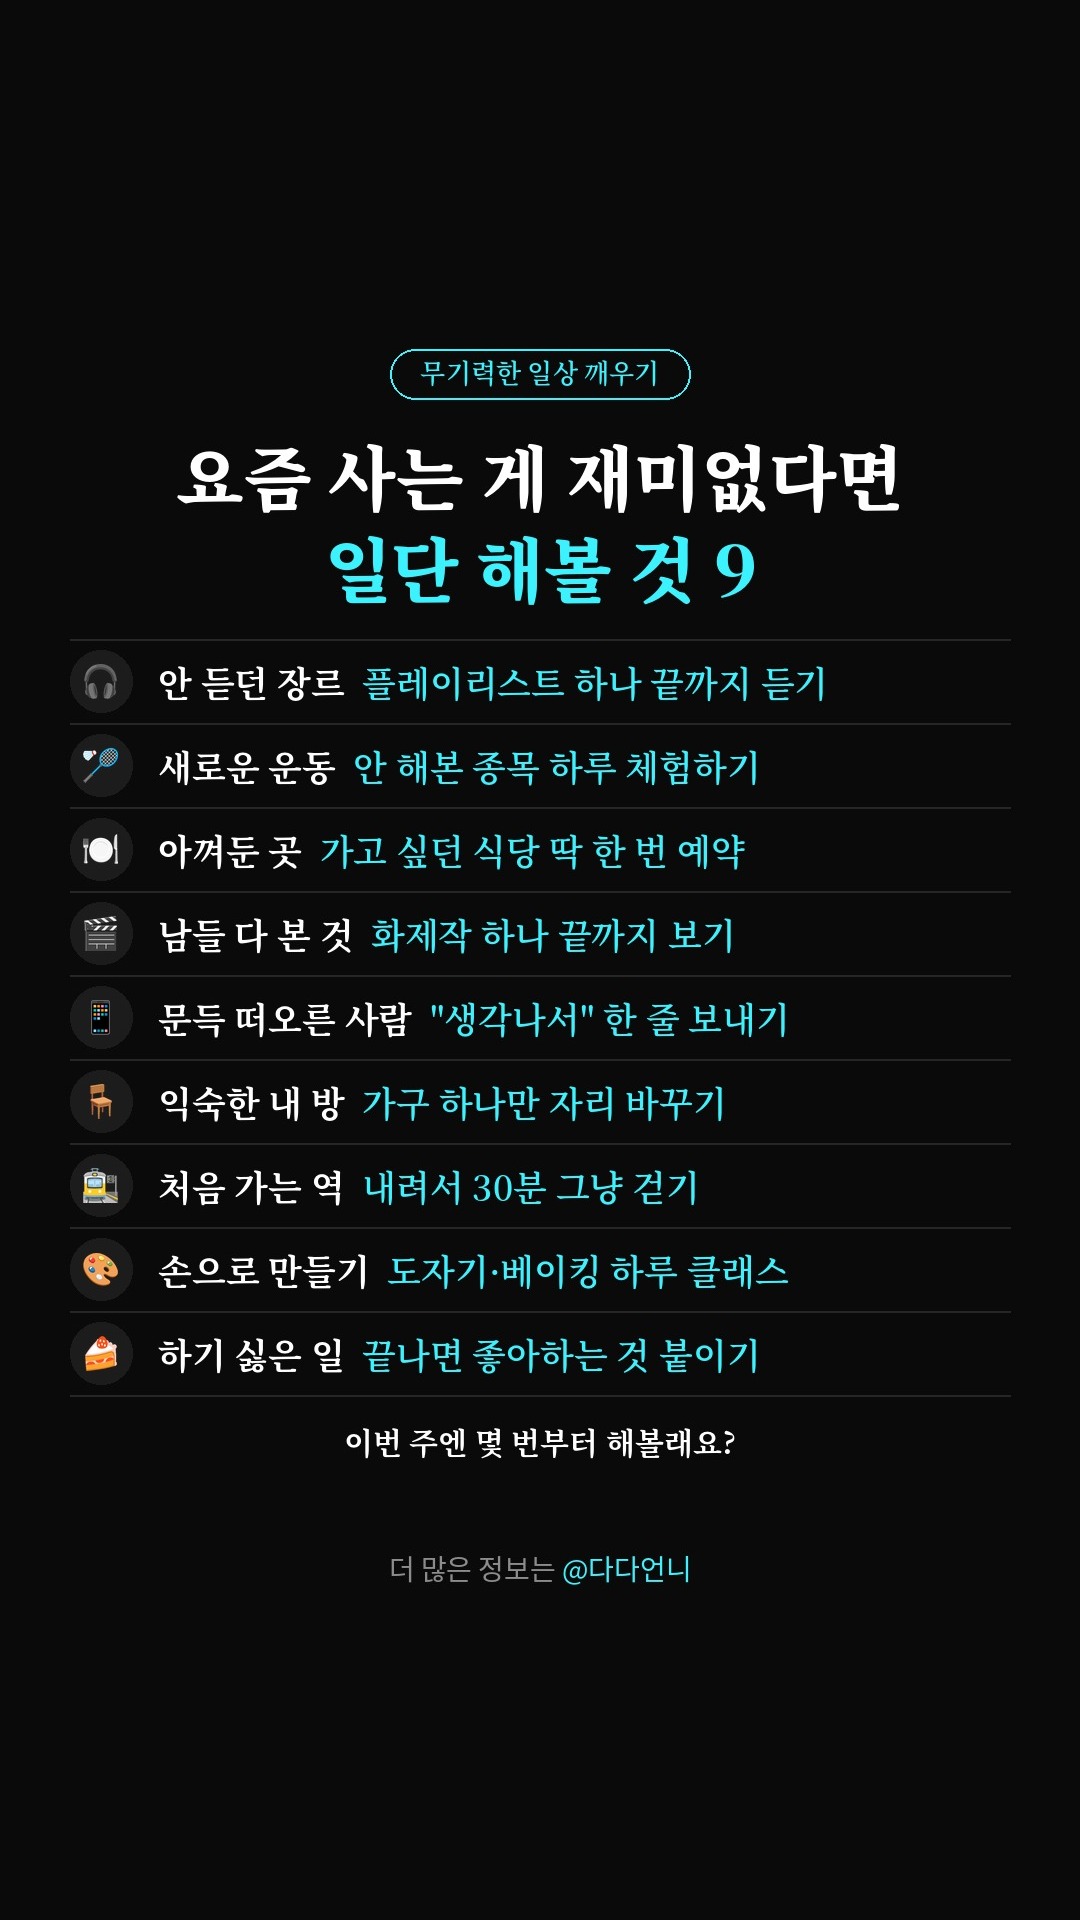 무기력한 일상 깨우기
요즘 사는 게 재미없다면
일단 해볼 것 9
안 듣던 장르 플레이리스트 하나 끝까지 듣기
새로운 운동 안 해본 종목 하루 체험하기
아껴둔 곳 가고 싶던 식당 딱 한 번 예약
남들 다 본 것 화제작 하나 끝까지 보기
문득 떠오른 사람 "생각나서" 한 줄 보내기
익숙한 내 방 가구 하나만 자리 바꾸기
처음 가는 역 내려서 30분 그냥 걷기
손으로 만들기 도자기·베이킹 하루 클래스
하기 싫은 일 끝나면 좋아하는 것 붙이기
이번 주엔 몇 번부터 해볼래요?
더 많은 정보는 @다다언니